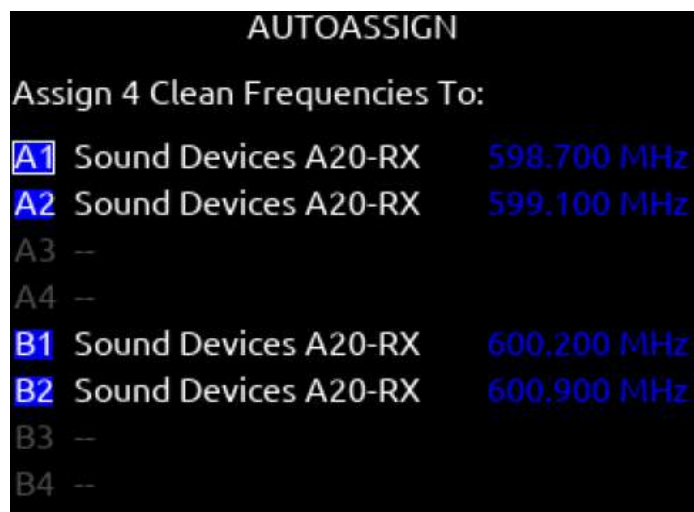 AUTOASSIGN
Assign 4 Clean Frequencies To:
A1 Sound Devices A20-RX 598.700 MHz
A2 Sound Devices A20-RX 599.100 MHz
A3 --
A4 --
B1 Sound Devices A20-RX 600.200 MHz
B2 Sound Devices A20-RX 600.900 MHz
B3 --
B4 --